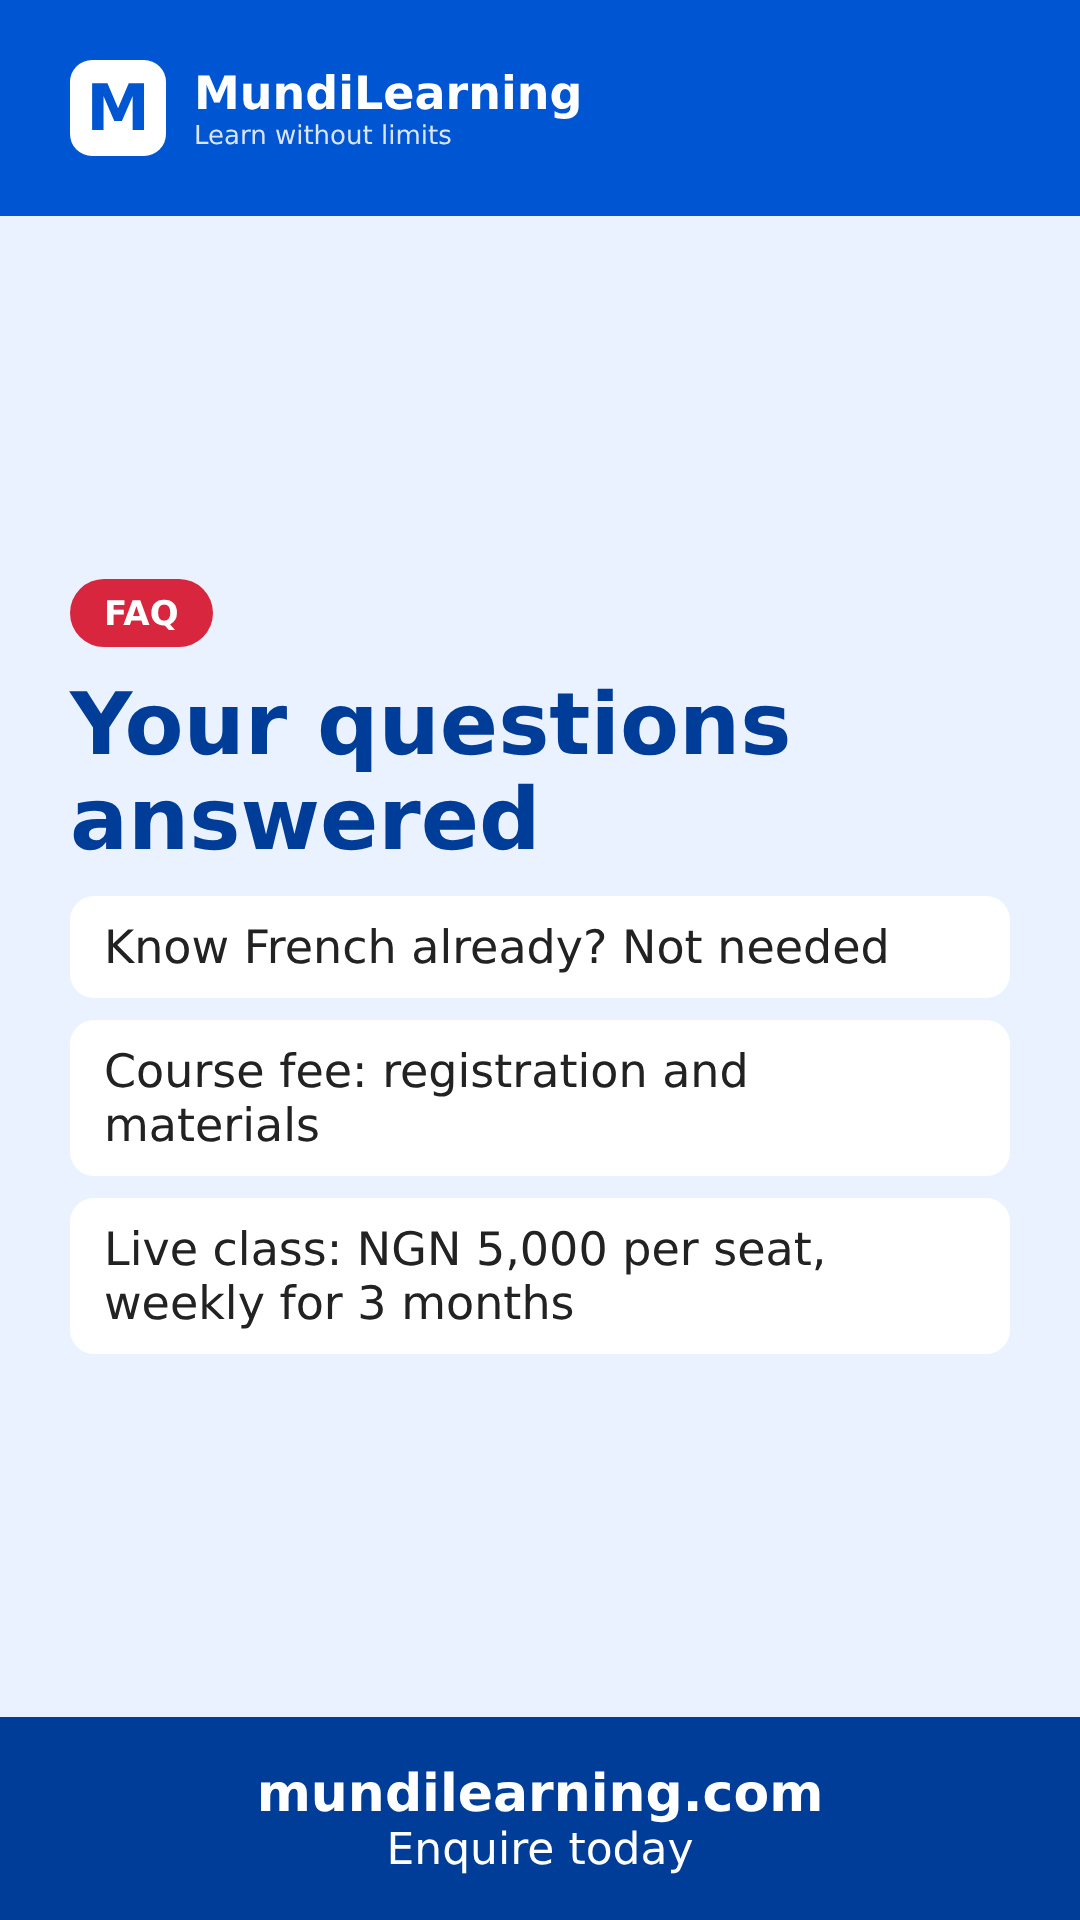 M
MundiLearning
Learn without limits
FAQ
Your questions
answered
Know French already? Not needed
Course fee: registration and
materials
Live class: NGN 5,000 per seat,
weekly for 3 months
mundilearning.com
Enquire today